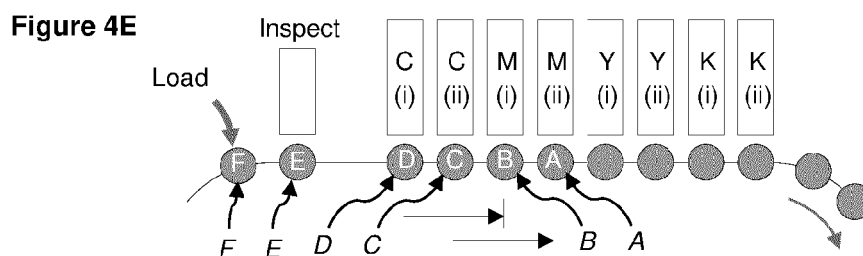 Figure 4E
Inspect
Load
C C M M Y Y K K
(i) (ii) (i) (ii) (i) (ii) (i) (ii)
F E D C B A
F E D C B A